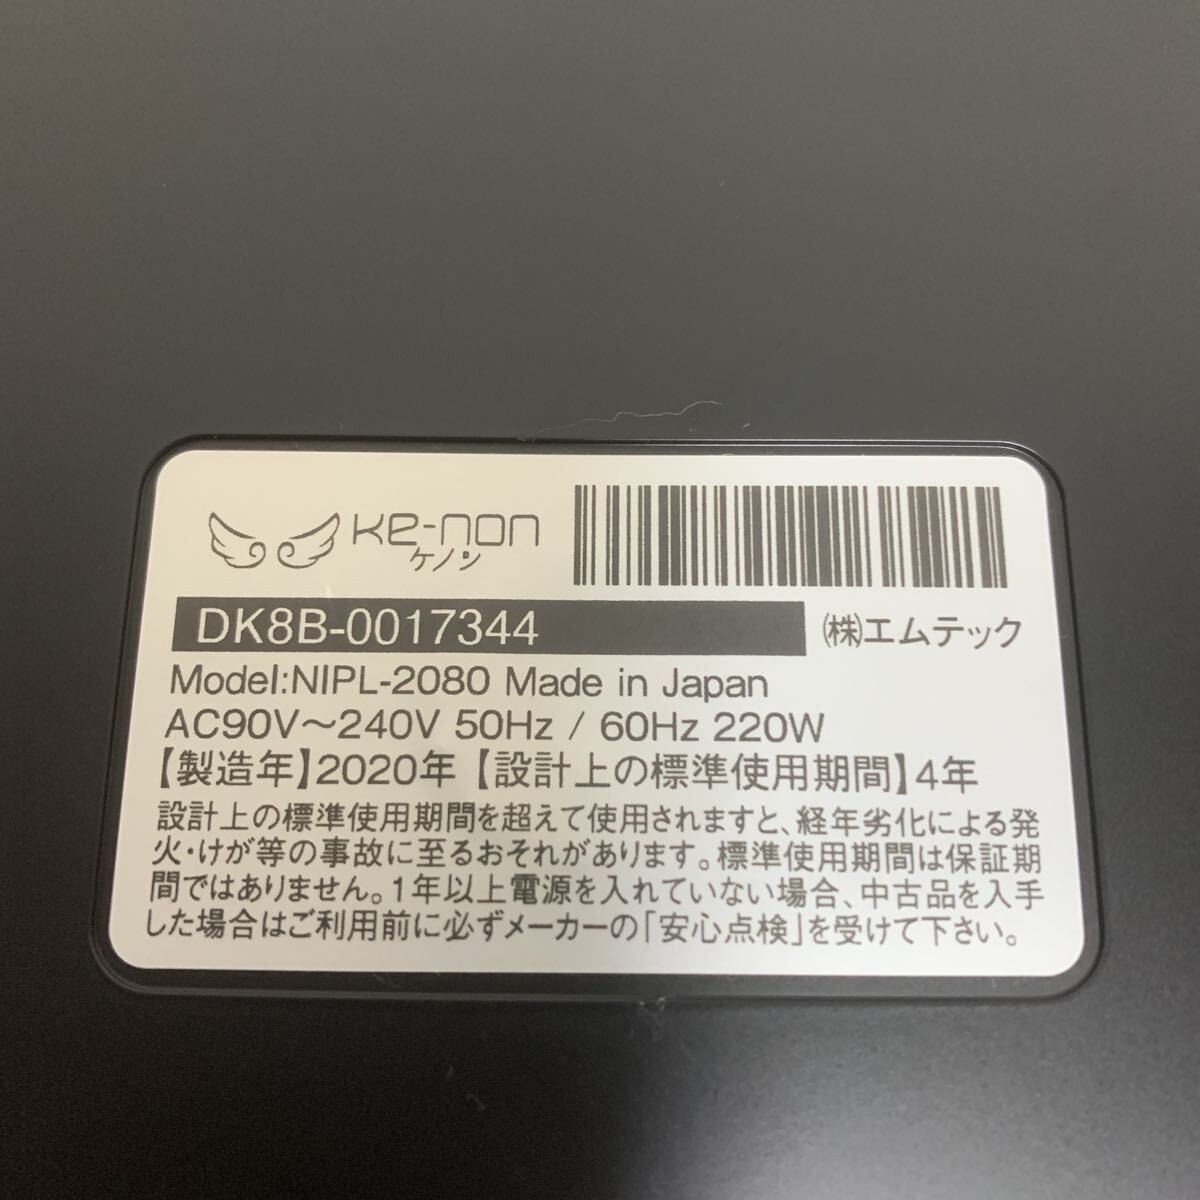 ke-non
ケノン
DK8B-0017344
㈱エムテック
Model:NIPL-2080 Made in Japan
AC90V～240V 50Hz / 60Hz 220W
【製造年】2020年【設計上の標準使用期間】4年
設計上の標準使用期間を超えて使用されますと、経年劣化による発
火・けが等の事故に至るおそれがあります。標準使用期間は保証期
間ではありません。1年以上電源を入れていない場合、中古品を入手
した場合はご利用前に必ずメーカーの「安心点検」を受けて下さい。